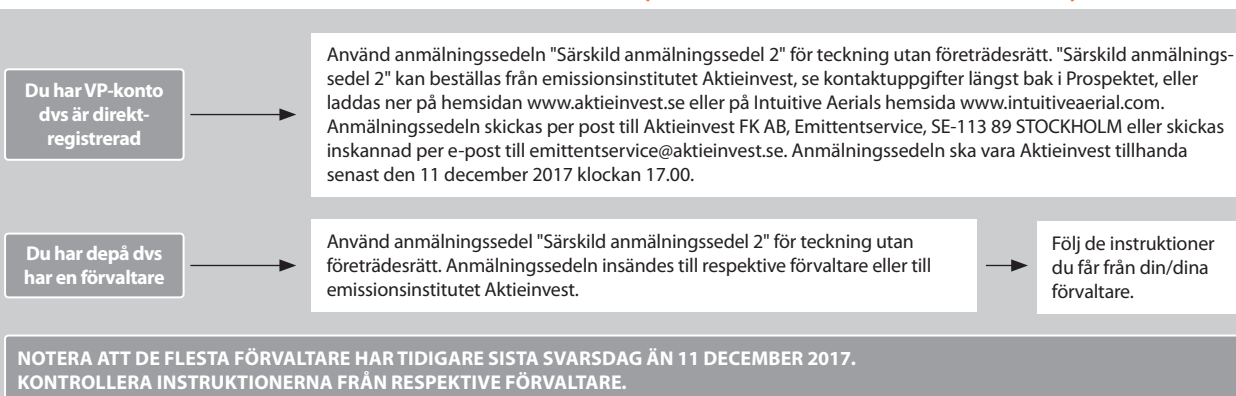 Du har VP-konto
dvs är direkt-
registrerad
Använd anmälningssedeln "Särskild anmälningssedel 2" för teckning utan företrädesrätt. "Särskild anmälnings-
sedel 2" kan beställas från emissionsinstitutet Aktieinvest, se kontaktuppgifter längst bak i Prospektet, eller
laddas ner på hemsidan www.aktieinvest.se eller på Intuitive Aerials hemsida www.intuitiveaerial.com.
Anmälningssedeln skickas per post till Aktieinvest FK AB, Emittentservice, SE-113 89 STOCKHOLM eller skickas
inskannad per e-post till emittentservice@aktieinvest.se. Anmälningssedeln ska vara Aktieinvest tillhanda
senast den 11 december 2017 klockan 17.00.
Du har depå dvs
har en förvaltare
Använd anmälningssedel "Särskild anmälningssedel 2" för teckning utan
företrädesrätt. Anmälningssedeln insändes till respektive förvaltare eller till
emissionsinstitutet Aktieinvest.
Följ de instruktioner
du får från din/dina
förvaltare.
NOTERA ATT DE FLESTA FÖRVALTARE HAR TIDIGARE SISTA SVARSDAG ÄN 11 DECEMBER 2017.
KONTROLLERA INSTRUKTIONERNA FRÅN RESPEKTIVE FÖRVALTARE.